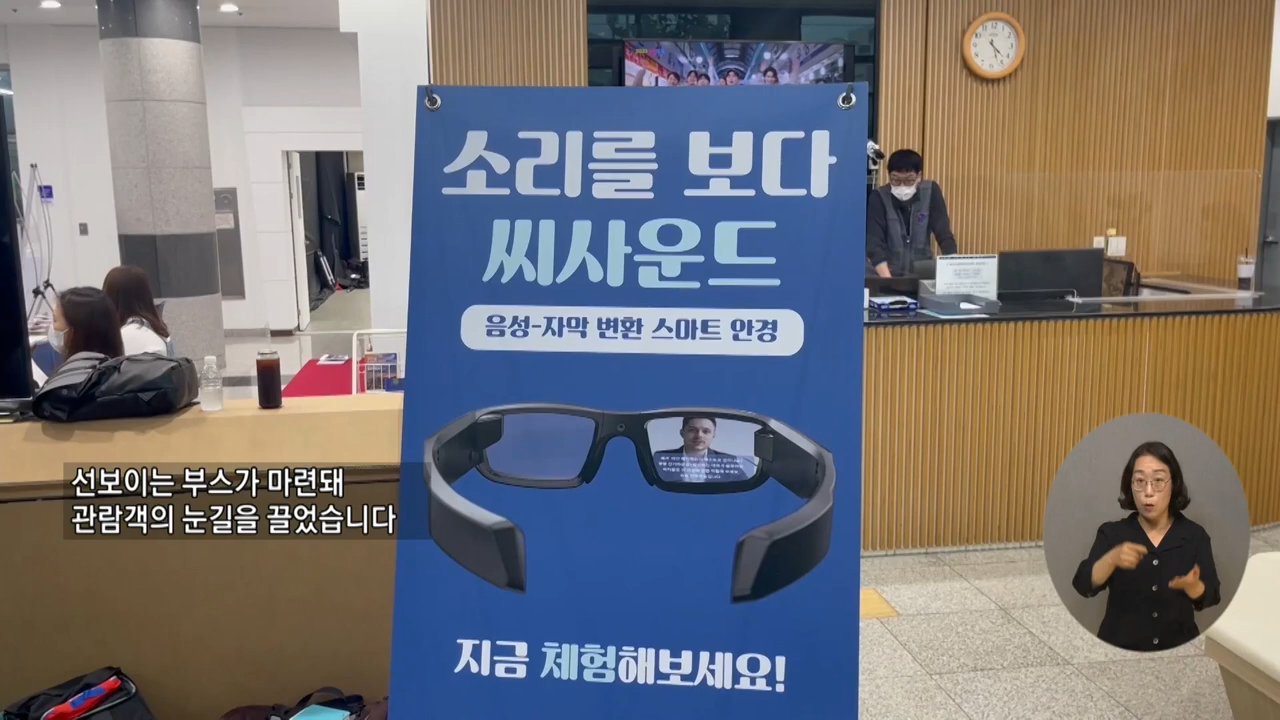 소리를 보다
씨사운드
음성-자막 변환 스마트 안경
지금 체험해보세요!
선보이는 부스가 마련돼
관람객의 눈길을 끌었습니다